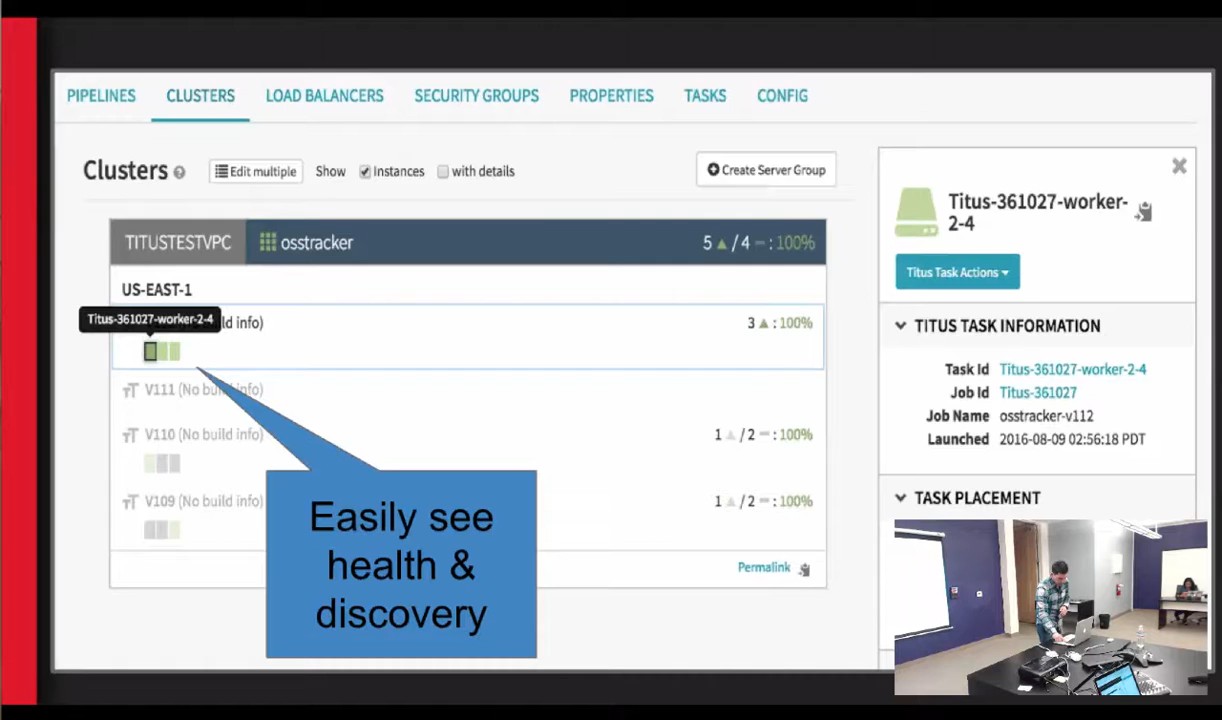 PIPELINES CLUSTERS LOAD BALANCERS SECURITY GROUPS PROPERTIES TASKS CONFIG
Clusters Edit multiple Show Instances with details Create Server Group
TITUSTESTVPC osstracker 5 / 4 : 100%
US-EAST-1
Titus-361027-worker-2-4 ld info) 3 : 100%
V111 (No build info)
V110 (No build info) 1 / 2 : 100%
V109 (No build info) 1 / 2 : 100%
Permalink
Easily see
health &
discovery
Titus-361027-worker-
2-4
Titus Task Actions
TITUS TASK INFORMATION
Task Id Titus-361027-worker-2-4
Job Id Titus-361027
Job Name osstracker-v112
Launched 2016-08-09 02:56:18 PDT
TASK PLACEMENT